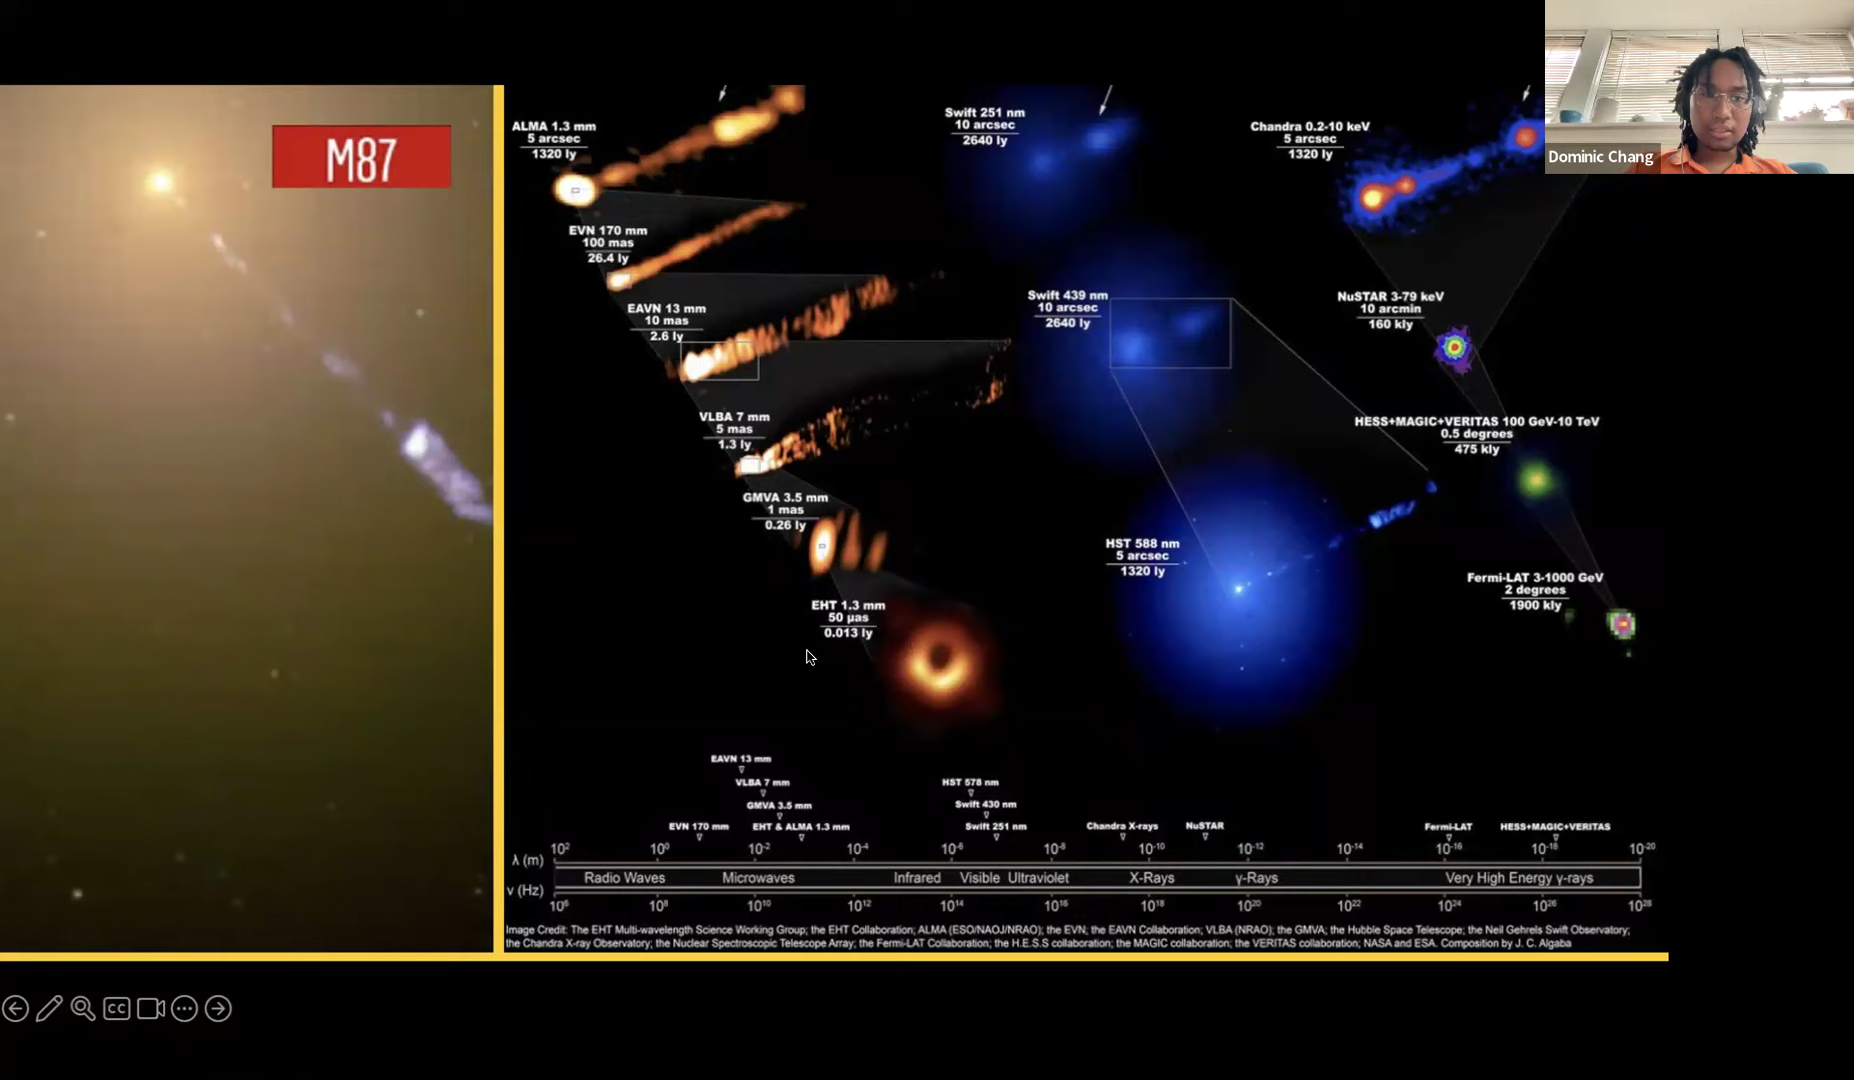 M87
ALMA 1.3 mm
5 arcsec
1320 ly
EVN 170 mm
100 mas
26.4 ly
EAVN 13 mm
10 mas
2.6 ly
VLBA 7 mm
5 mas
1.3 ly
GMVA 3.5 mm
1 mas
0.26 ly
EHT 1.3 mm
50 µas
0.013 ly
Swift 251 nm
10 arcsec
2640 ly
Swift 439 nm
10 arcsec
2640 ly
HST 588 nm
5 arcsec
1320 ly
Chandra 0.2-10 keV
5 arcsec
1320 ly
NuSTAR 3-79 keV
10 arcmin
160 kly
HESS+MAGIC+VERITAS 100 GeV-10 TeV
0.5 degrees
475 kly
Fermi-LAT 3-1000 GeV
2 degrees
1900 kly
Dominic Chang
EAVN 13 mm
VLBA 7 mm
HST 578 nm
GMVA 3.5 mm
Swift 430 nm
EVN 170 mm EHT & ALMA 1.3 mm Swift 251 nm Chandra X-rays NuSTAR Fermi-LAT HESS+MAGIC+VERITAS
λ (m) 10² 10⁰ 10⁻² 10⁻⁴ 10⁻⁶ 10⁻⁸ 10⁻¹⁰ 10⁻¹² 10⁻¹⁴ 10⁻¹⁶ 10⁻¹⁸ 10⁻²⁰
Radio Waves Microwaves Infrared Visible Ultraviolet X-Rays γ-Rays Very High Energy γ-rays
ν (Hz) 10⁶ 10⁸ 10¹⁰ 10¹² 10¹⁴ 10¹⁶ 10¹⁸ 10²⁰ 10²² 10²⁴ 10²⁶ 10²⁸
Image Credit: The EHT Multi-wavelength Science Working Group; the EHT Collaboration; ALMA (ESO/NAOJ/NRAO); the EVN; the EAVN Collaboration; VLBA (NRAO); the GMVA; the Hubble Space Telescope; the Neil Gehrels Swift Observatory;
the Chandra X-ray Observatory; the Nuclear Spectroscopic Telescope Array; the Fermi-LAT Collaboration; the H.E.S.S collaboration; the MAGIC collaboration; the VERITAS collaboration; NASA and ESA. Composition by J. C. Algaba
CC